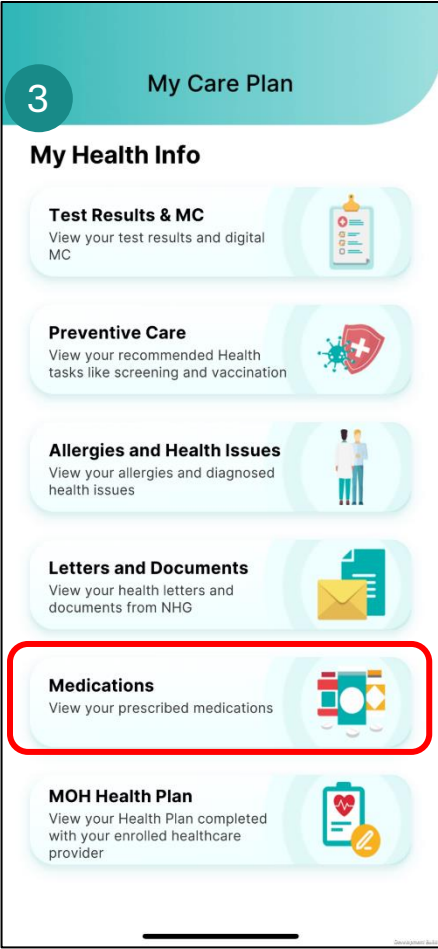 My Care Plan
3
My Health Info
Test Results & MC
View your test results and digital
MC
Preventive Care
View your recommended Health
tasks like screening and vaccination
Allergies and Health Issues
View your allergies and diagnosed
health issues
Letters and Documents
View your health letters and
documents from NHG
Medications
View your prescribed medications
MOH Health Plan
View your Health Plan completed
with your enrolled healthcare
provider